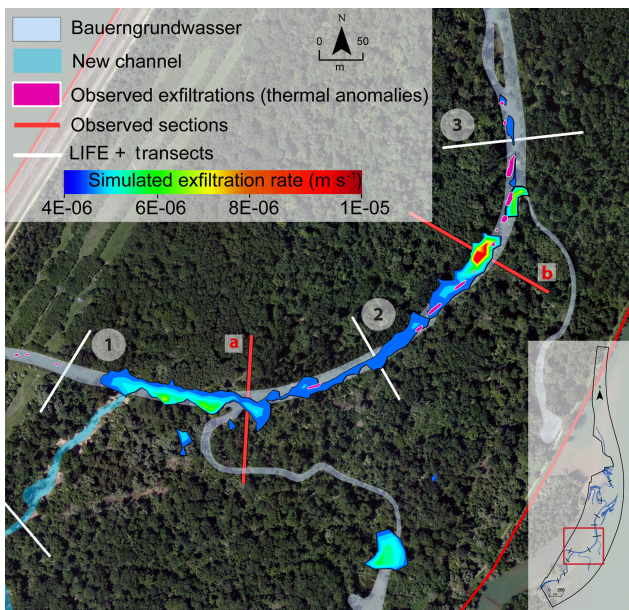 Bauerngrundwasser
New channel
Observed exfiltrations (thermal anomalies)
Observed sections
LIFE + transects
Simulated exfiltration rate (m s⁻¹)
4E-06 6E-06 8E-06 1E-05
N
0 50
m
3
b
2
a
1